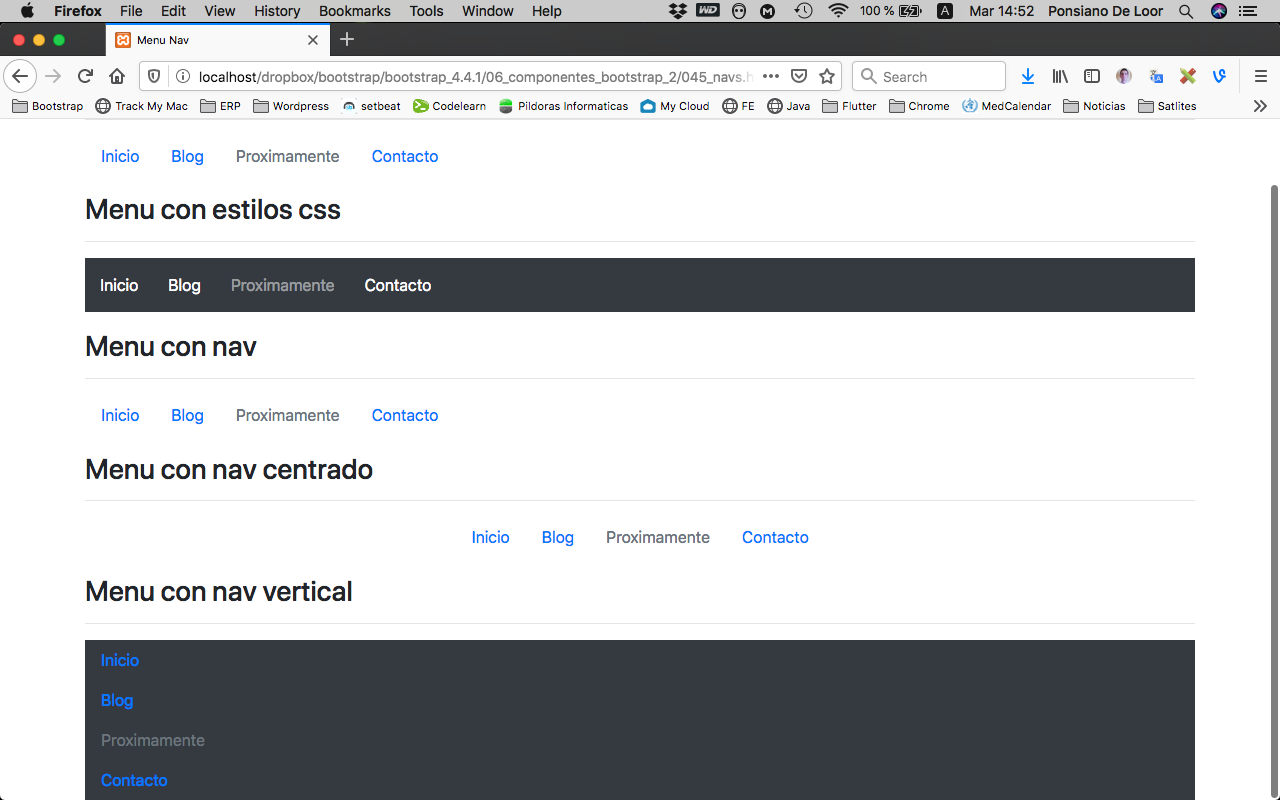 Firefox File Edit View History Bookmarks Tools Window Help WD M 100 % A Mar 14:52 Ponsiano De Loor
Menu Nav
localhost/dropbox/bootstrap/bootstrap_4.4.1/06_componentes_bootstrap_2/045_navs.h Search
Bootstrap Track My Mac ERP Wordpress setbeat Codelearn Pildoras Informaticas My Cloud FE Java Flutter Chrome MedCalendar Noticias Satlites
Inicio Blog Proximamente Contacto
Menu con estilos css
Inicio Blog Proximamente Contacto
Menu con nav
Inicio Blog Proximamente Contacto
Menu con nav centrado
Inicio Blog Proximamente Contacto
Menu con nav vertical
Inicio
Blog
Proximamente
Contacto